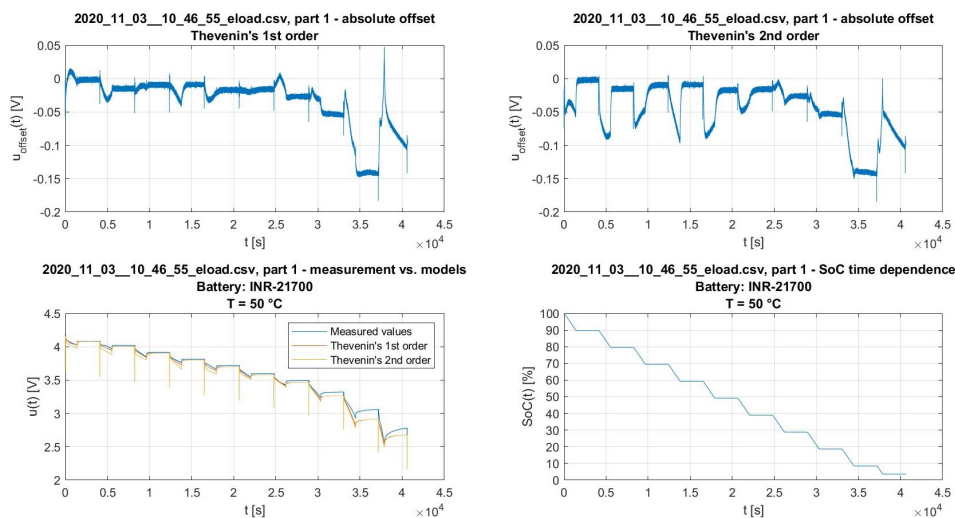 2020_11_03__10_46_55_eload.csv, part 1 - absolute offset
Thevenin's 1st order
0.05
0
-0.05
-0.1
-0.15
-0.2
u_offset(t) [V]
0 0.5 1 1.5 2 2.5 3 3.5 4 4.5
t [s]
×10^4
2020_11_03__10_46_55_eload.csv, part 1 - absolute offset
Thevenin's 2nd order
0.05
0
-0.05
-0.1
-0.15
-0.2
u_offset(t) [V]
0 0.5 1 1.5 2 2.5 3 3.5 4 4.5
t [s]
×10^4
2020_11_03__10_46_55_eload.csv, part 1 - measurement vs. models
Battery: INR-21700
T = 50 °C
4.5
4
3.5
3
2.5
2
u(t) [V]
Measured values
Thevenin's 1st order
Thevenin's 2nd order
0 0.5 1 1.5 2 2.5 3 3.5 4 4.5
t [s]
×10^4
2020_11_03__10_46_55_eload.csv, part 1 - SoC time dependence
Battery: INR-21700
T = 50 °C
100
90
80
70
60
50
40
30
20
10
0
SoC(t) [%]
0 0.5 1 1.5 2 2.5 3 3.5 4 4.5
t [s]
×10^4